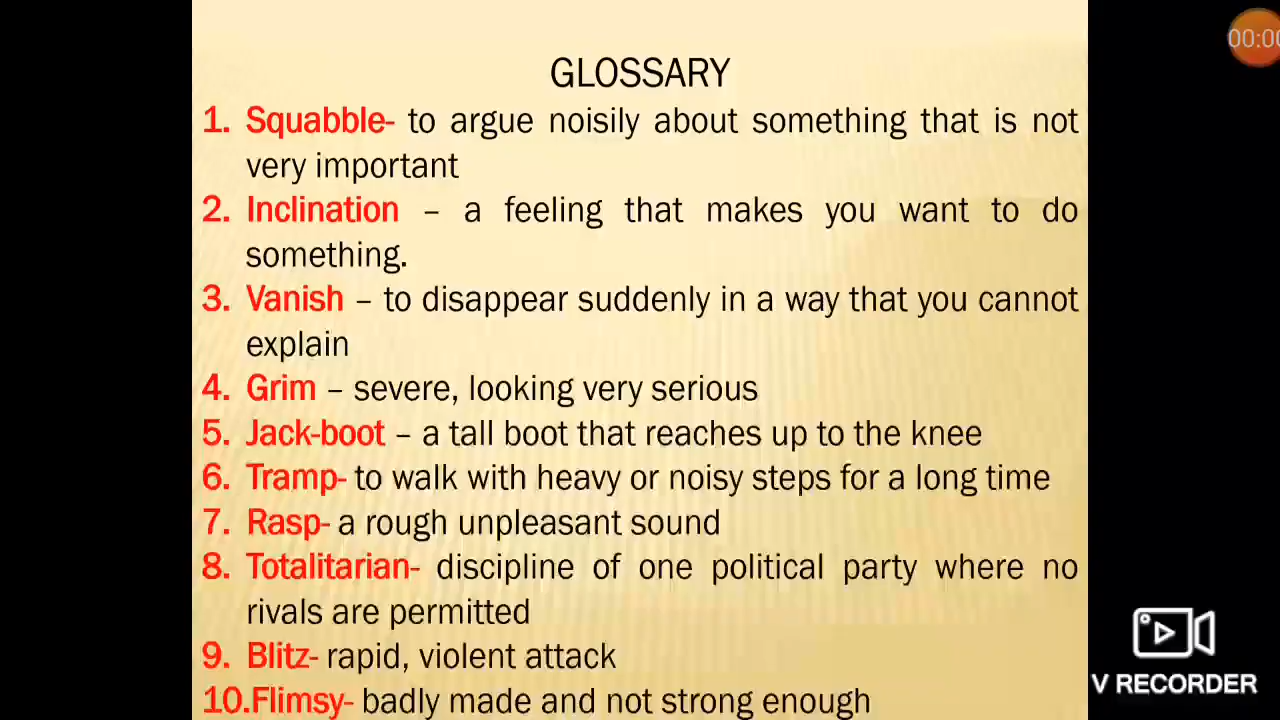 00:00
GLOSSARY
1. Squabble- to argue noisily about something that is not
very important
2. Inclination – a feeling that makes you want to do
something.
3. Vanish – to disappear suddenly in a way that you cannot
explain
4. Grim – severe, looking very serious
5. Jack-boot – a tall boot that reaches up to the knee
6. Tramp- to walk with heavy or noisy steps for a long time
7. Rasp- a rough unpleasant sound
8. Totalitarian- discipline of one political party where no
rivals are permitted
9. Blitz- rapid, violent attack
10.Flimsy- badly made and not strong enough
V RECORDER